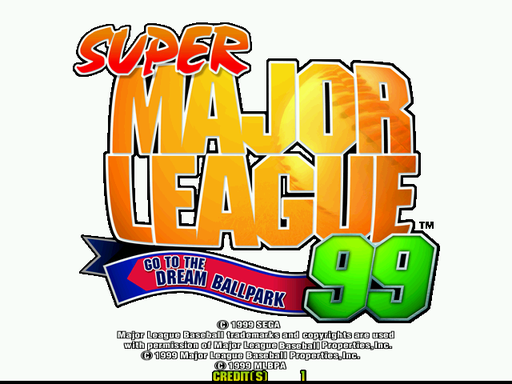 SUPER
MAJOR
LEAGUE
TM
99
GO TO THE
DREAM BALLPARK
© 1999 SEGA
Major League Baseball trademarks and copyrights are used
with permission of Major League Baseball Properties,Inc.
© 1999 Major League Baseball Properties,Inc.
© 1999 MLBPA
CREDIT(S) 1